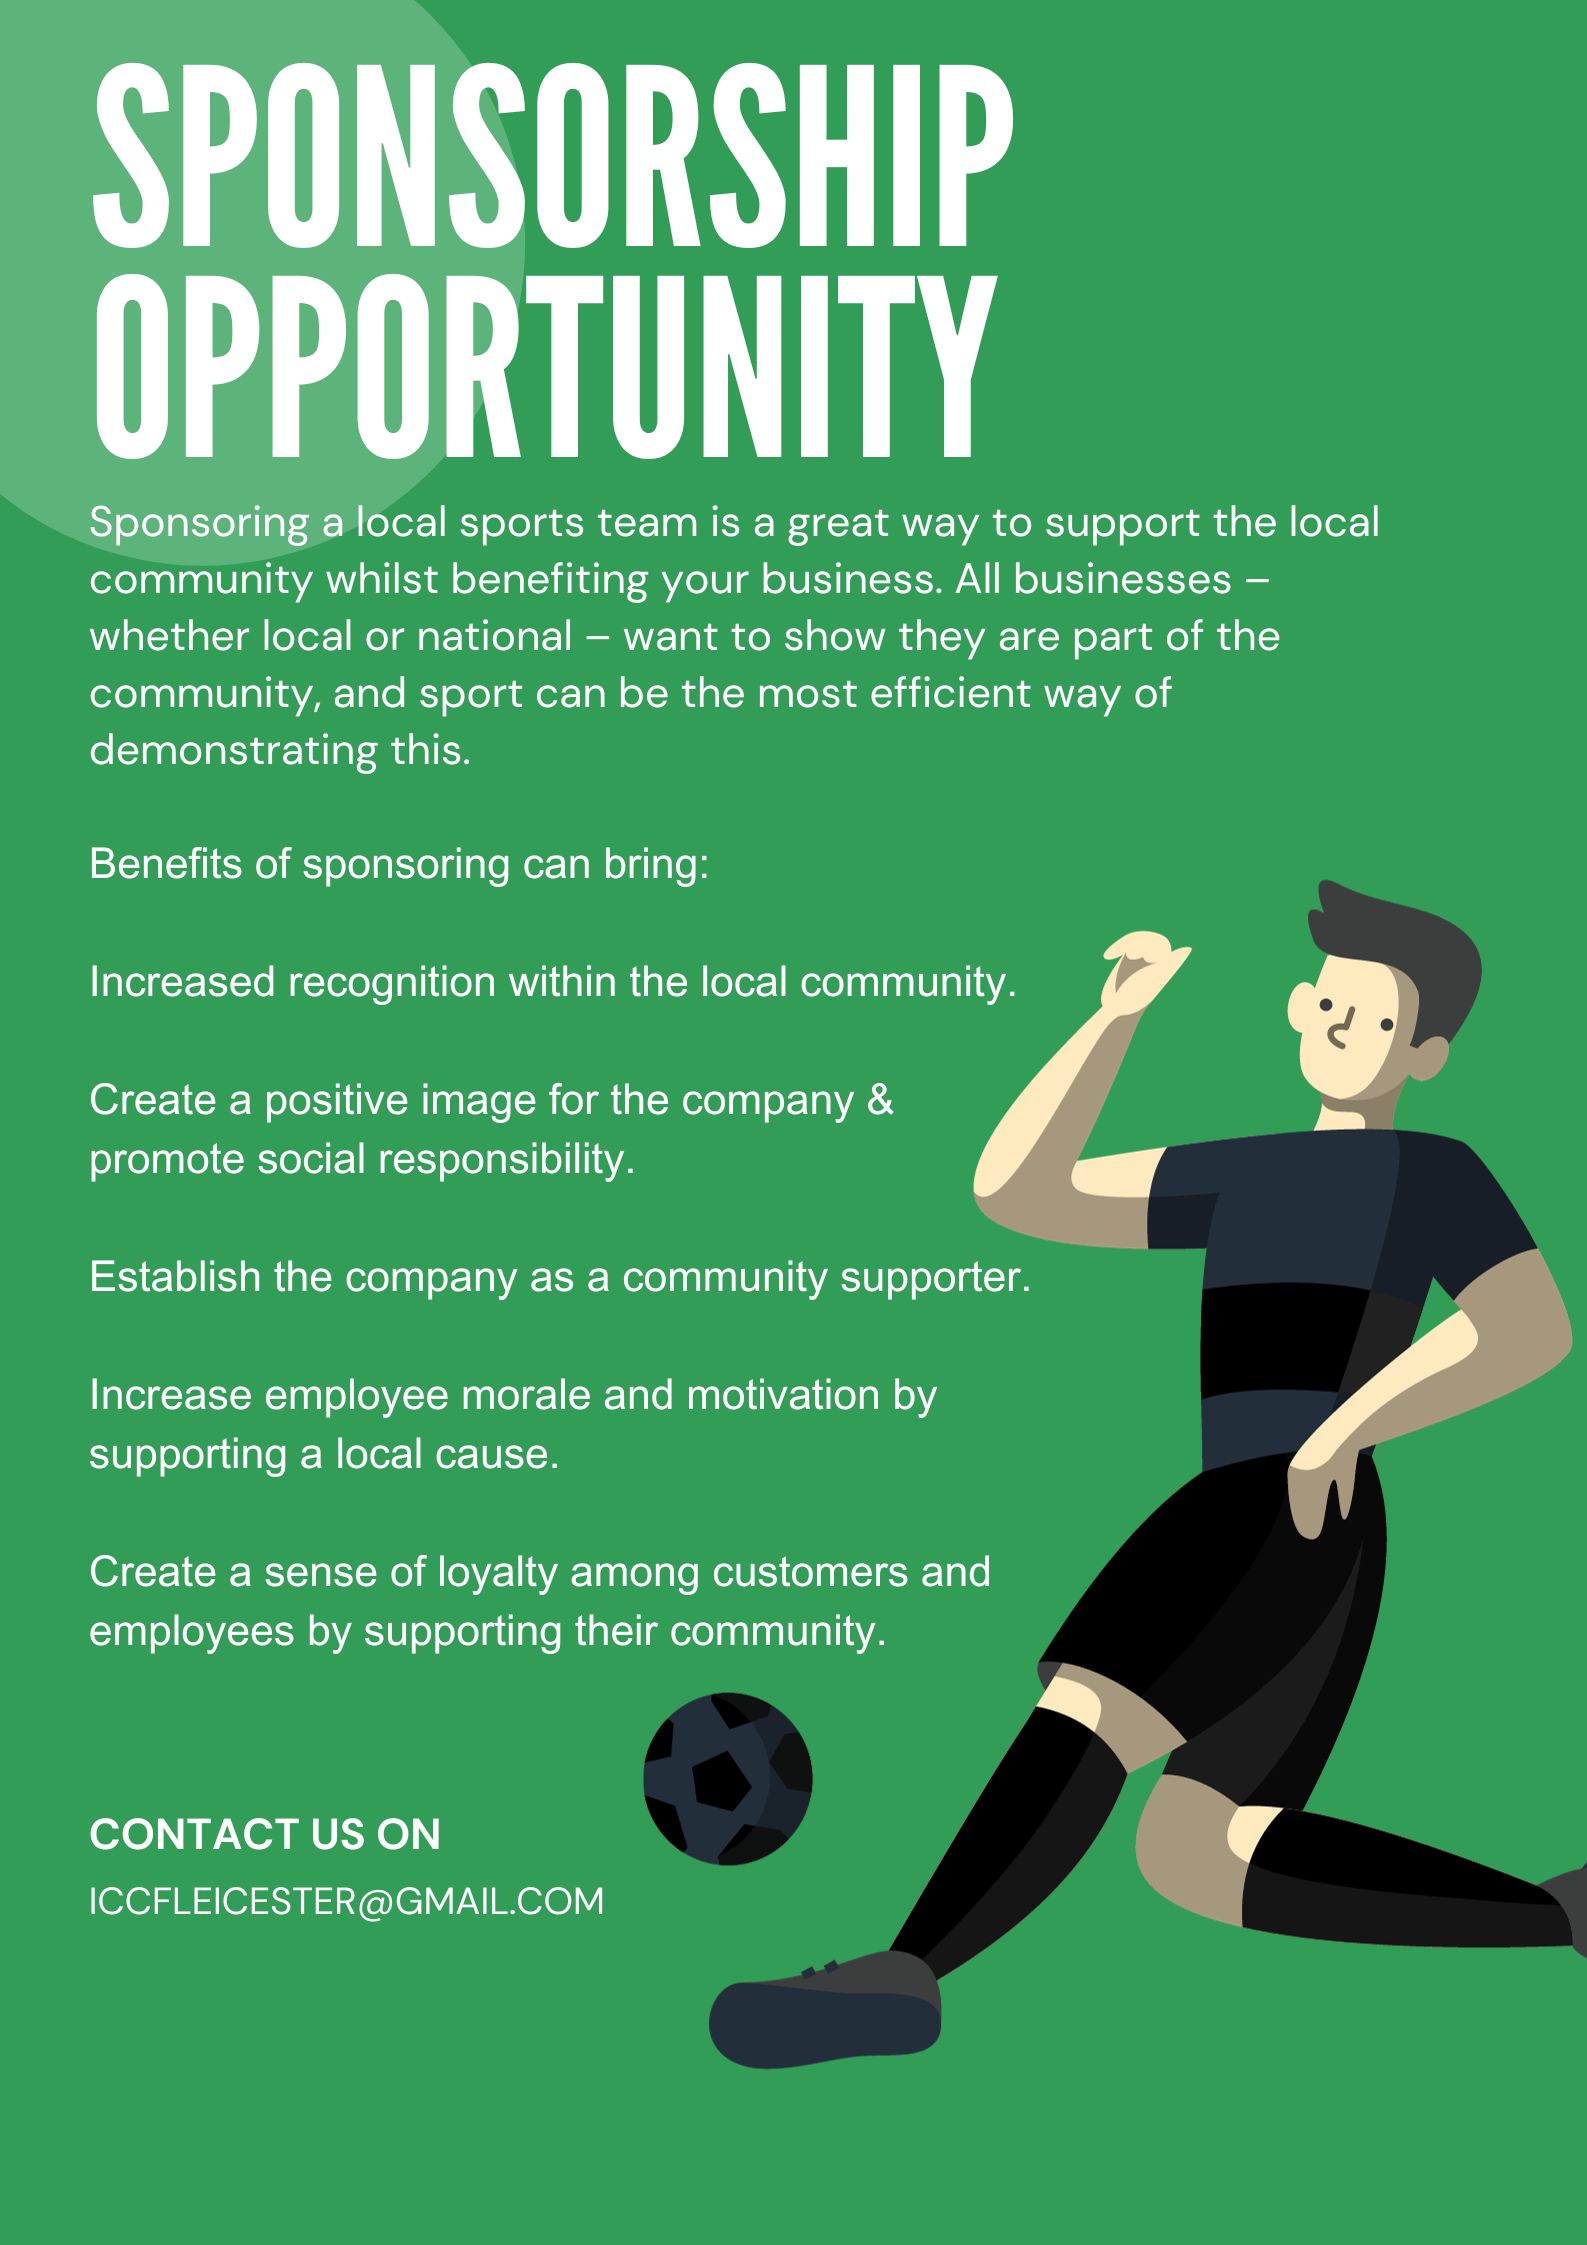 SPONSORSHIP
OPPORTUNITY
Sponsoring a local sports team is a great way to support the local
community whilst benefiting your business. All businesses –
whether local or national – want to show they are part of the
community, and sport can be the most efficient way of
demonstrating this.
Benefits of sponsoring can bring:
Increased recognition within the local community.
Create a positive image for the company &
promote social responsibility.
Establish the company as a community supporter.
Increase employee morale and motivation by
supporting a local cause.
Create a sense of loyalty among customers and
employees by supporting their community.
CONTACT US ON
ICCFLEICESTER@GMAIL.COM